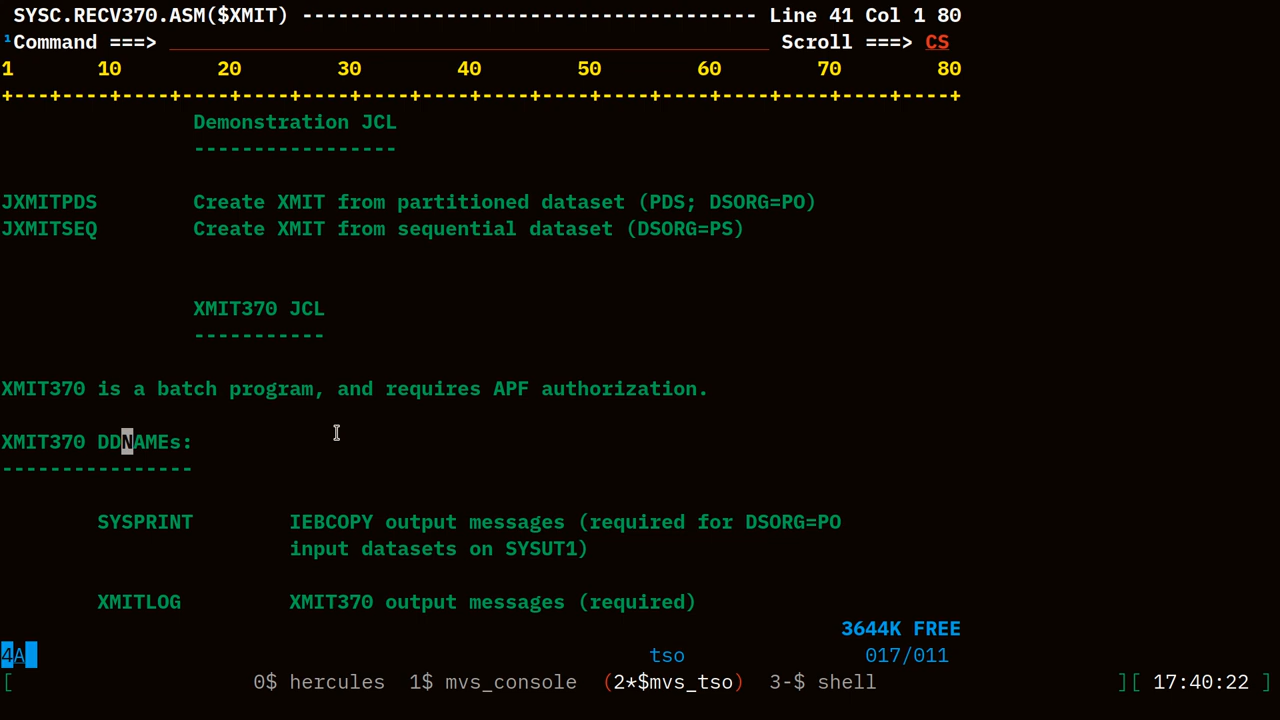 SYSC.RECV370.ASM($XMIT) -------------------------------------- Line 41 Col 1 80
¹Command ===> __________________________________________________ Scroll ===> CS
1       10        20        30        40        50        60        70        80
+---+----+----+----+----+----+----+----+----+----+----+----+----+----+----+----+
Demonstration JCL
-----------------
JXMITPDS        Create XMIT from partitioned dataset (PDS; DSORG=PO)
JXMITSEQ        Create XMIT from sequential dataset (DSORG=PS)
XMIT370 JCL
-----------
XMIT370 is a batch program, and requires APF authorization.
XMIT370 DDNAMEs:
----------------
SYSPRINT        IEBCOPY output messages (required for DSORG=PO
input datasets on SYSUT1)
XMITLOG         XMIT370 output messages (required)
3644K FREE
4A                                                    tso               017/011
[                    0$ hercules  1$ mvs_console  (2*$mvs_tso)  3-$ shell                    ][ 17:40:22 ]